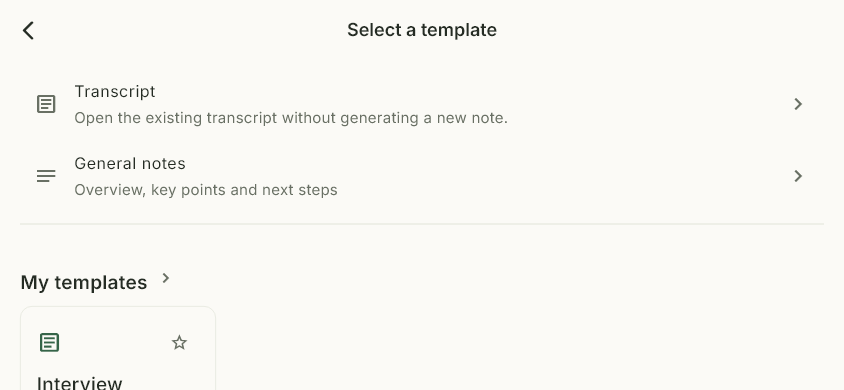 Select a template
Transcript
Open the existing transcript without generating a new note.
General notes
Overview, key points and next steps
My templates
Interview